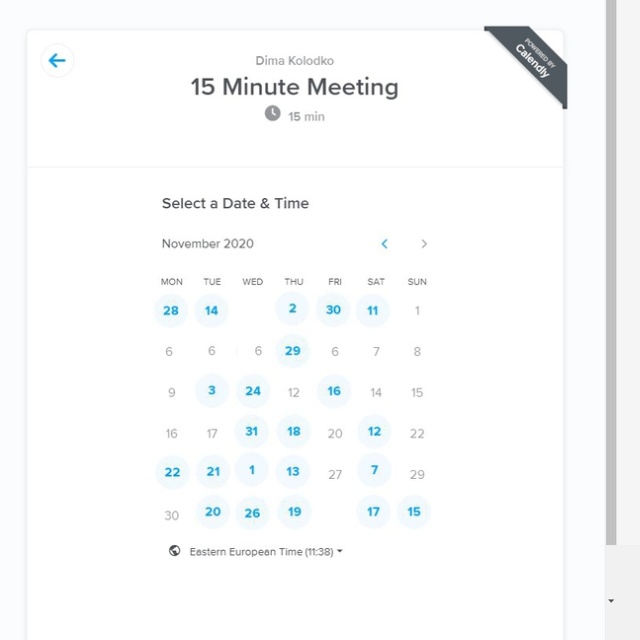 Dima Kolodko
15 Minute Meeting
15 min
POWERED BY
Calendly
Select a Date & Time
November 2020
MON TUE WED THU FRI SAT SUN
28 14 2 30 11 1
6 6 6 29 6 7 8
9 3 24 12 16 14 15
16 17 31 18 20 12 22
22 21 1 13 27 7 29
30 20 26 19 17 15
Eastern European Time (11:38)